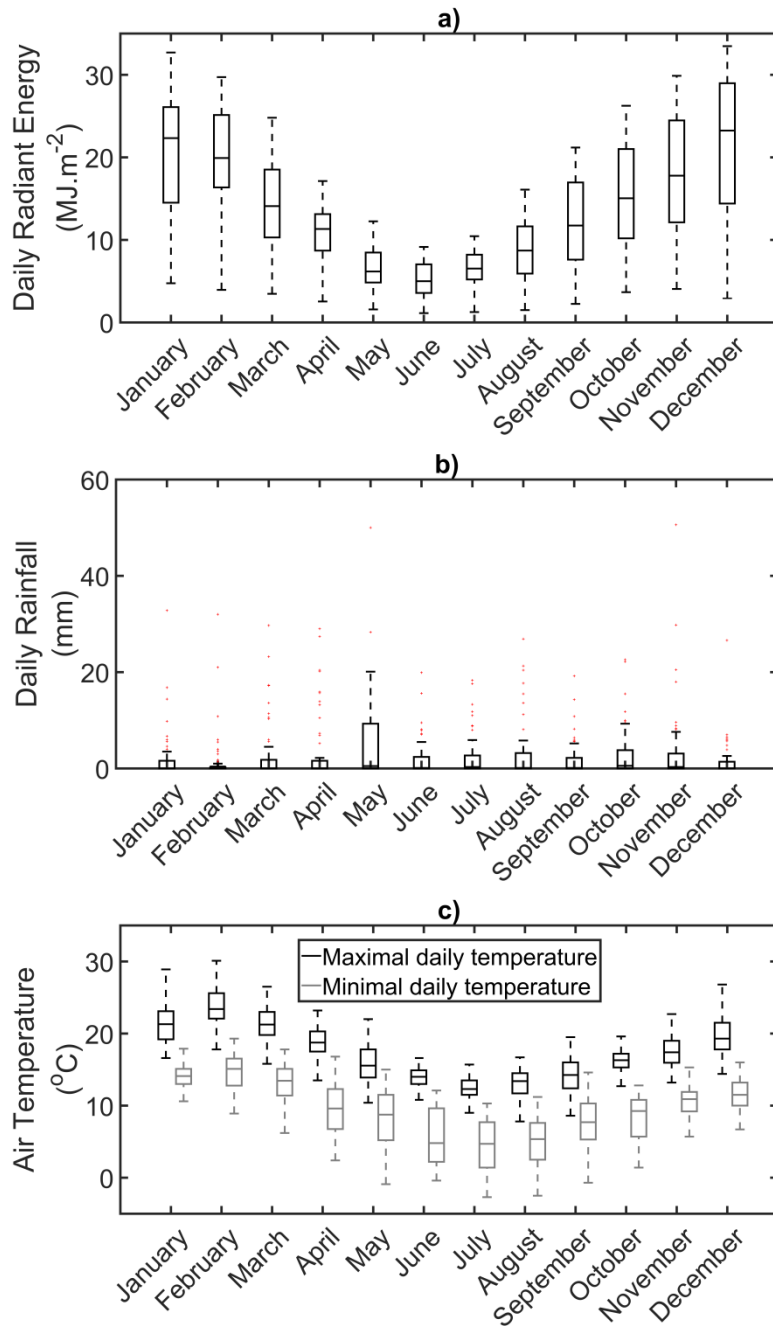 a)
Daily Radiant Energy
(MJ.m⁻²)
30
20
10
0
January
February
March
April
May
June
July
August
September
October
November
December
b)
Daily Rainfall
(mm)
60
40
20
0
January
February
March
April
May
June
July
August
September
October
November
December
c)
Air Temperature
(⁰C)
30
20
10
0
Maximal daily temperature
Minimal daily temperature
January
February
March
April
May
June
July
August
September
October
November
December